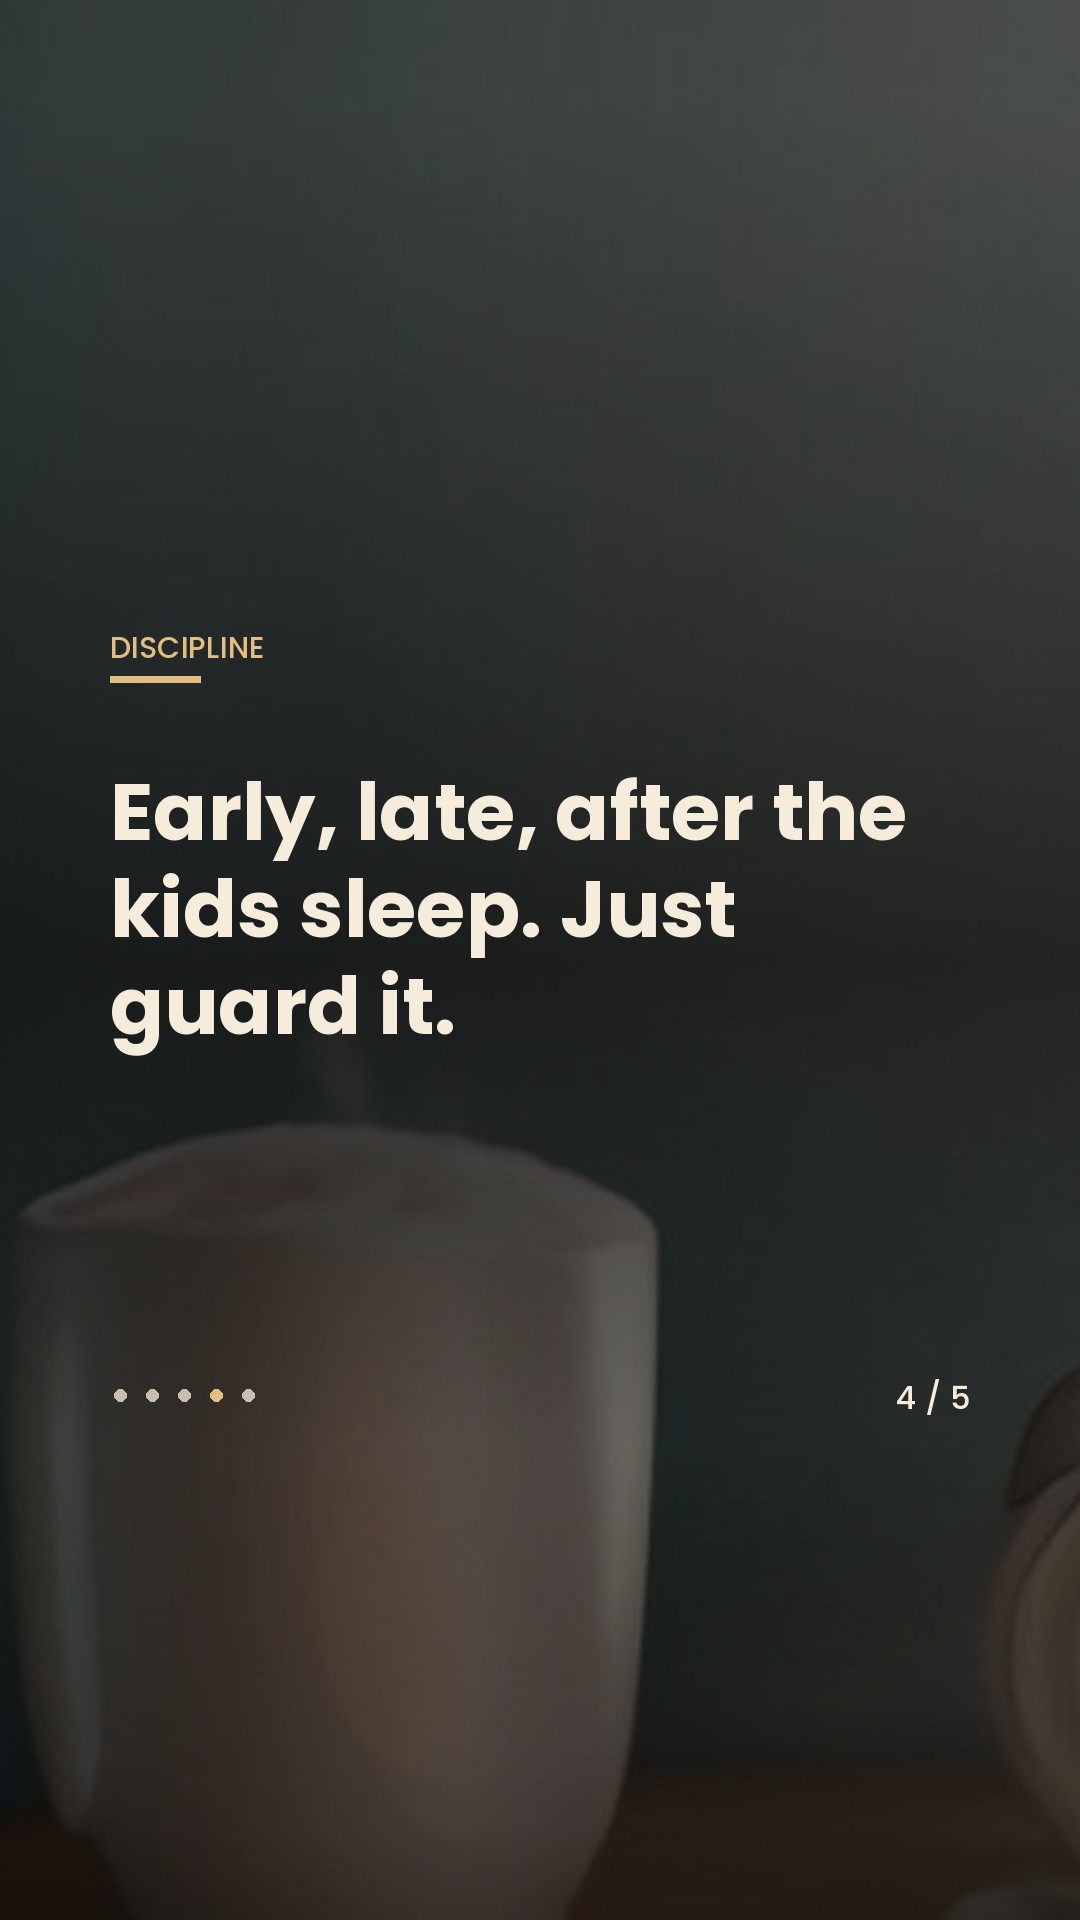 DISCIPLINE
Early, late, after the
kids sleep. Just
guard it.
4 / 5